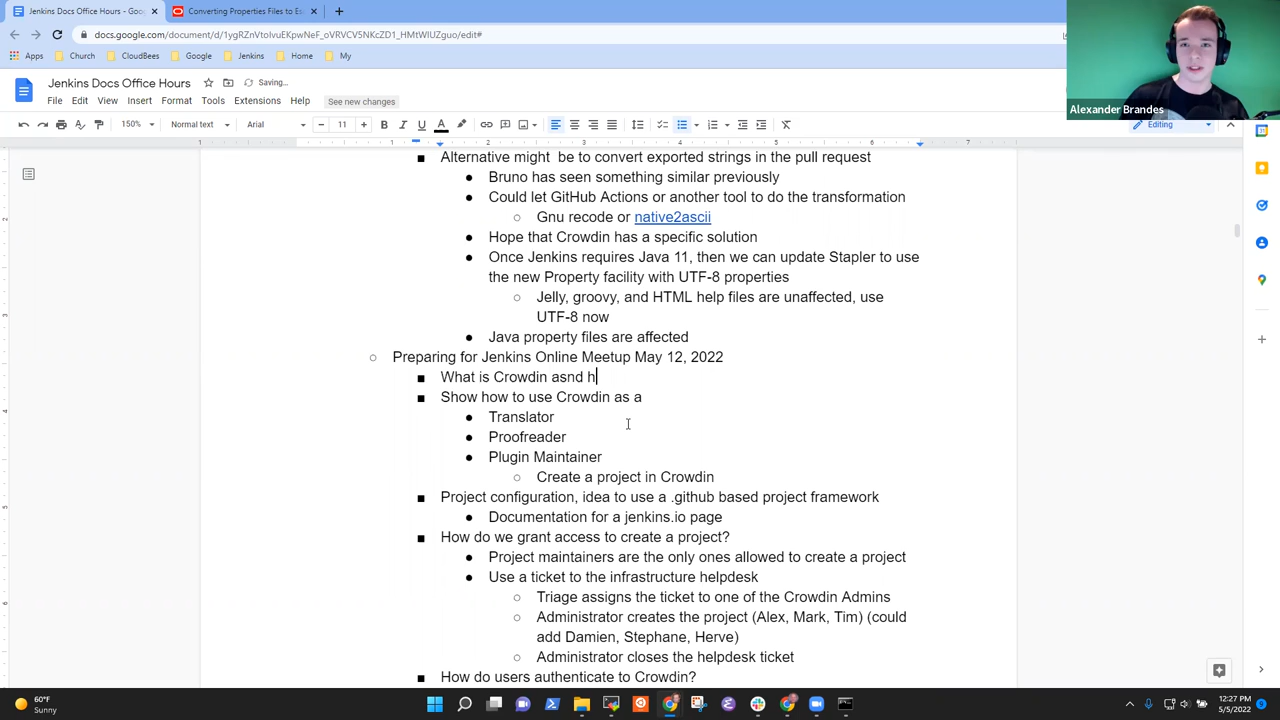 Jenkins Docs Office Hours - Goo
Converting Properties Files to Es
docs.google.com/document/d/1ygRZnVtoIvuEKpwNeF_oVRVCV5NKcZD1_HMtWIUZguo/edit#
Apps
Church
CloudBees
Google
Jenkins
Home
My
Alexander Brandes
Jenkins Docs Office Hours
Saving...
File Edit View Insert Format Tools Extensions Help See new changes
150% Normal text Arial 11 Editing
Alternative might be to convert exported strings in the pull request
Bruno has seen something similar previously
Could let GitHub Actions or another tool to do the transformation
Gnu recode or native2ascii
Hope that Crowdin has a specific solution
Once Jenkins requires Java 11, then we can update Stapler to use
the new Property facility with UTF-8 properties
Jelly, groovy, and HTML help files are unaffected, use
UTF-8 now
Java property files are affected
Preparing for Jenkins Online Meetup May 12, 2022
What is Crowdin asnd h
Show how to use Crowdin as a
Translator
Proofreader
Plugin Maintainer
Create a project in Crowdin
Project configuration, idea to use a .github based project framework
Documentation for a jenkins.io page
How do we grant access to create a project?
Project maintainers are the only ones allowed to create a project
Use a ticket to the infrastructure helpdesk
Triage assigns the ticket to one of the Crowdin Admins
Administrator creates the project (Alex, Mark, Tim) (could
add Damien, Stephane, Herve)
Administrator closes the helpdesk ticket
How do users authenticate to Crowdin?
60°F
Sunny
12:27 PM
5/5/2022